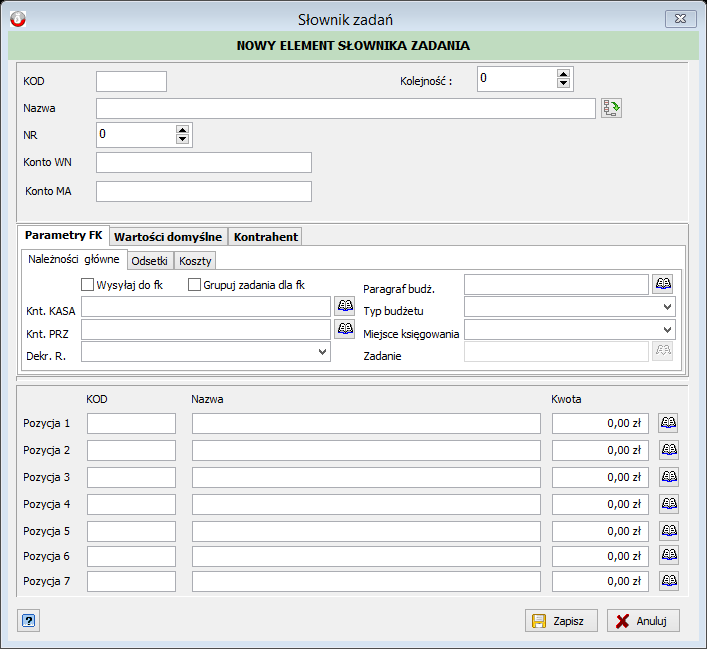 Słownik zadań
NOWY ELEMENT SŁOWNIKA ZADANIA
KOD Kolejność : 0
Nazwa
NR 0
Konto WN
Konto MA
Parametry FK Wartości domyślne Kontrahent
Należności główne Odsetki Koszty
Wysyłaj do fk Grupuj zadania dla fk Paragraf budż.
Knt. KASA Typ budżetu
Knt. PRZ Miejsce księgowania
Dekr. R. Zadanie
KOD Nazwa Kwota
Pozycja 1 0,00 zł
Pozycja 2 0,00 zł
Pozycja 3 0,00 zł
Pozycja 4 0,00 zł
Pozycja 5 0,00 zł
Pozycja 6 0,00 zł
Pozycja 7 0,00 zł
? Zapisz Anuluj